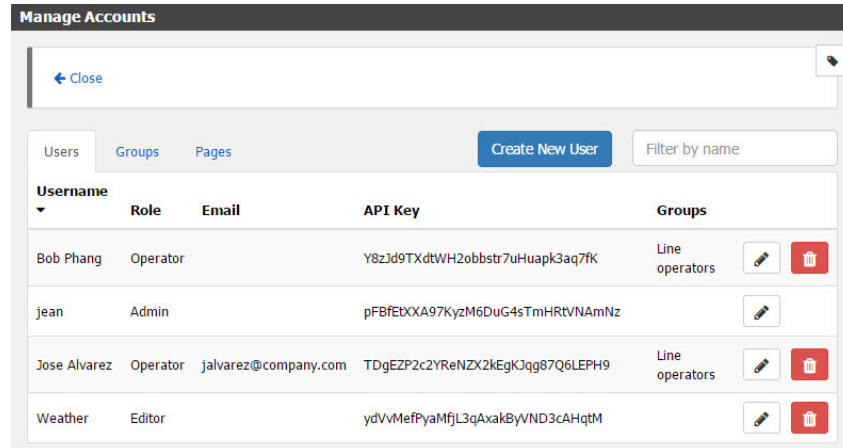 Manage Accounts
Close
Users Groups Pages Create New User Filter by name
Username
Role Email API Key Groups
Bob Phang Operator Y8zJd9TXdtWH2obbstr7uHuapk3aq7fK Line
operators
jean Admin pFBfEtXXA97KyzM6DuG4sTmHRtVNAmNz
Jose Alvarez Operator jalvarez@company.com TDgEZP2c2YReNZX2kEgKJqg87Q6LEPH9 Line
operators
Weather Editor ydVvMefPyaMfjL3qAxakByVND3cAHqtM